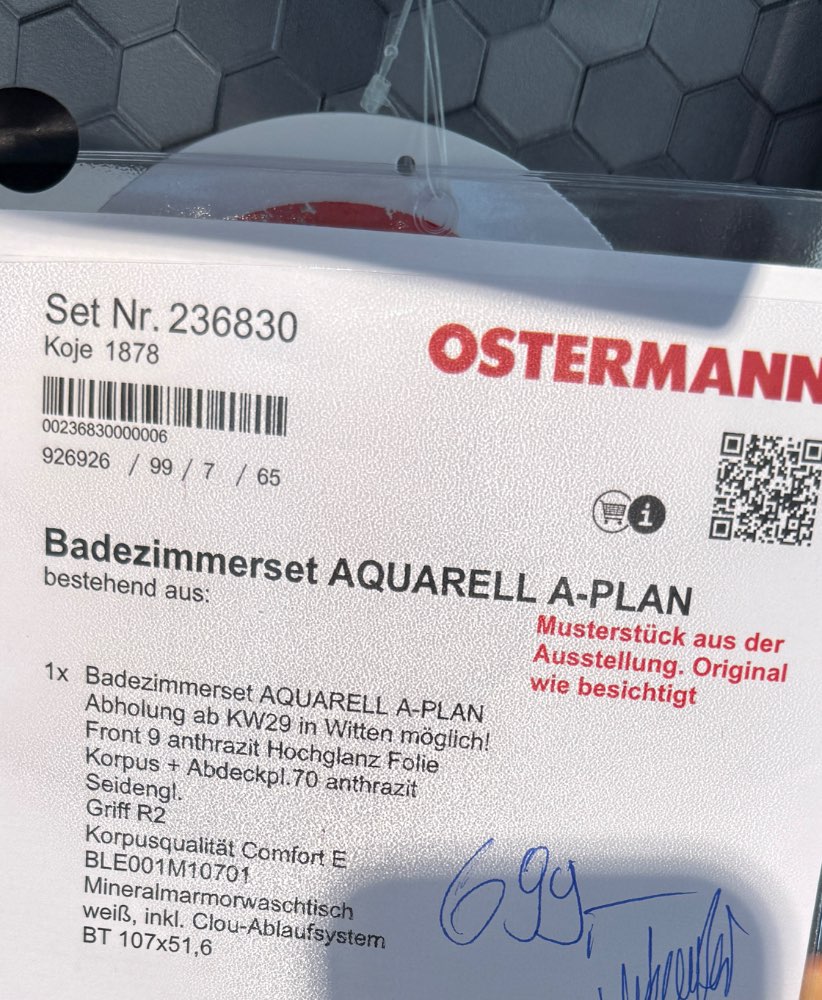 Set Nr. 236830
Koje 1878
OSTERMANN
00236830000006
926926 / 99 / 7 / 65
i
Badezimmerset AQUARELL A-PLAN
bestehend aus:
Musterstück aus der
Ausstellung. Original
wie besichtigt
1x Badezimmerset AQUARELL A-PLAN
Abholung ab KW29 in Witten möglich!
Front 9 anthrazit Hochglanz Folie
Korpus + Abdeckpl.70 anthrazit
Seidengl.
Griff R2
Korpusqualität Comfort E
BLE001M10701
Mineralmarmorwaschtisch
weiß, inkl. Clou-Ablaufsystem
BT 107x51,6
699,-